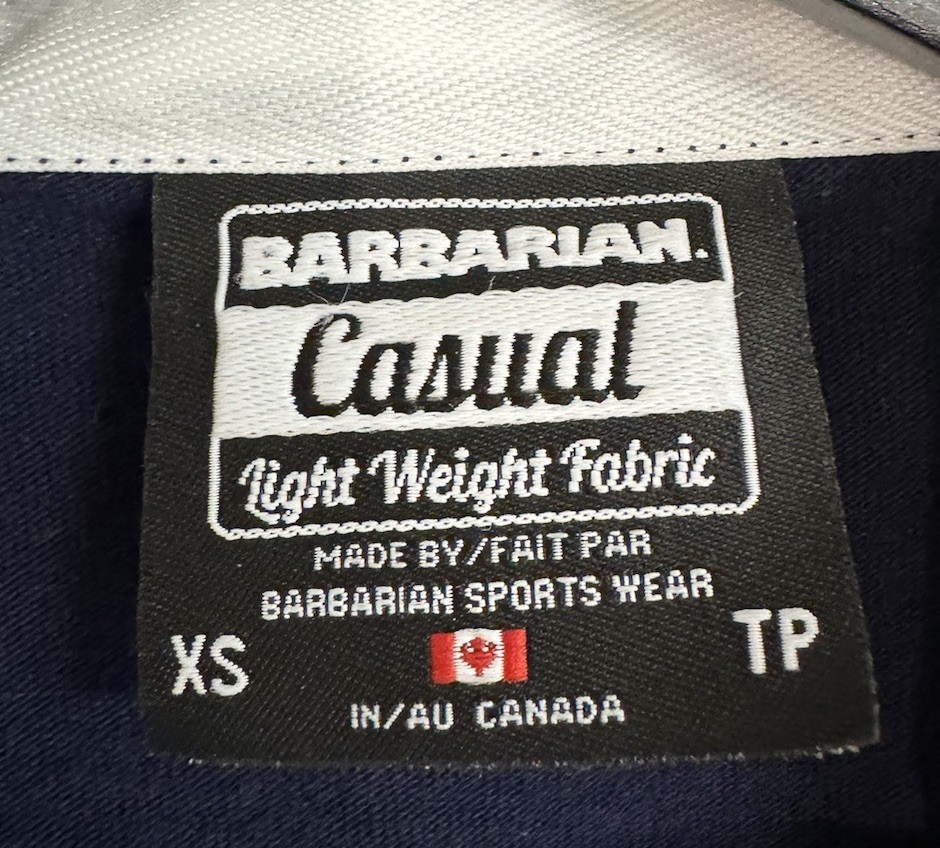 BARBARIAN.
Casual
Light Weight Fabric
MADE BY/FAIT PAR
BARBARIAN SPORTS WEAR
XS TP
IN/AU CANADA